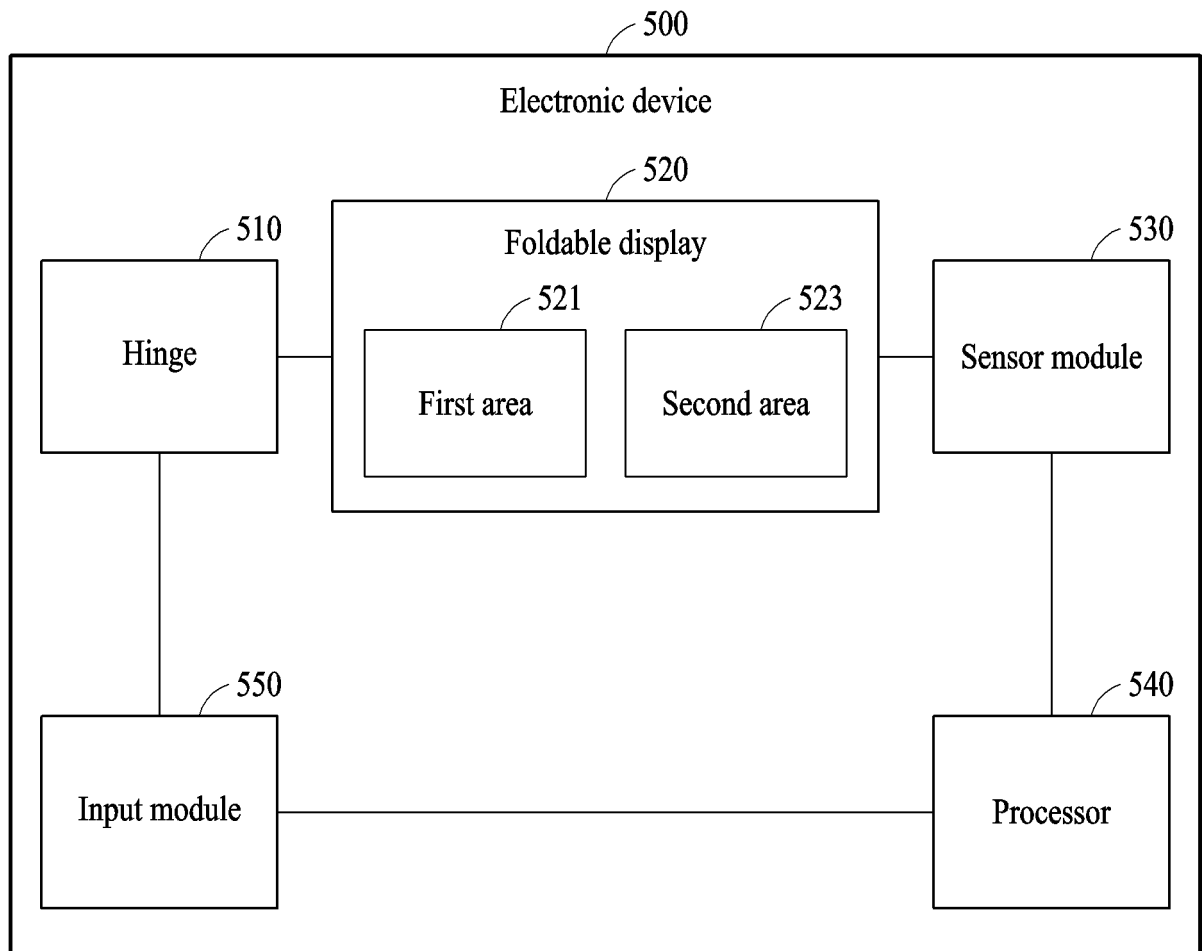 500
Electronic device
520
510
Foldable display
530
521
523
Hinge
First area
Second area
Sensor module
550
540
Input module
Processor